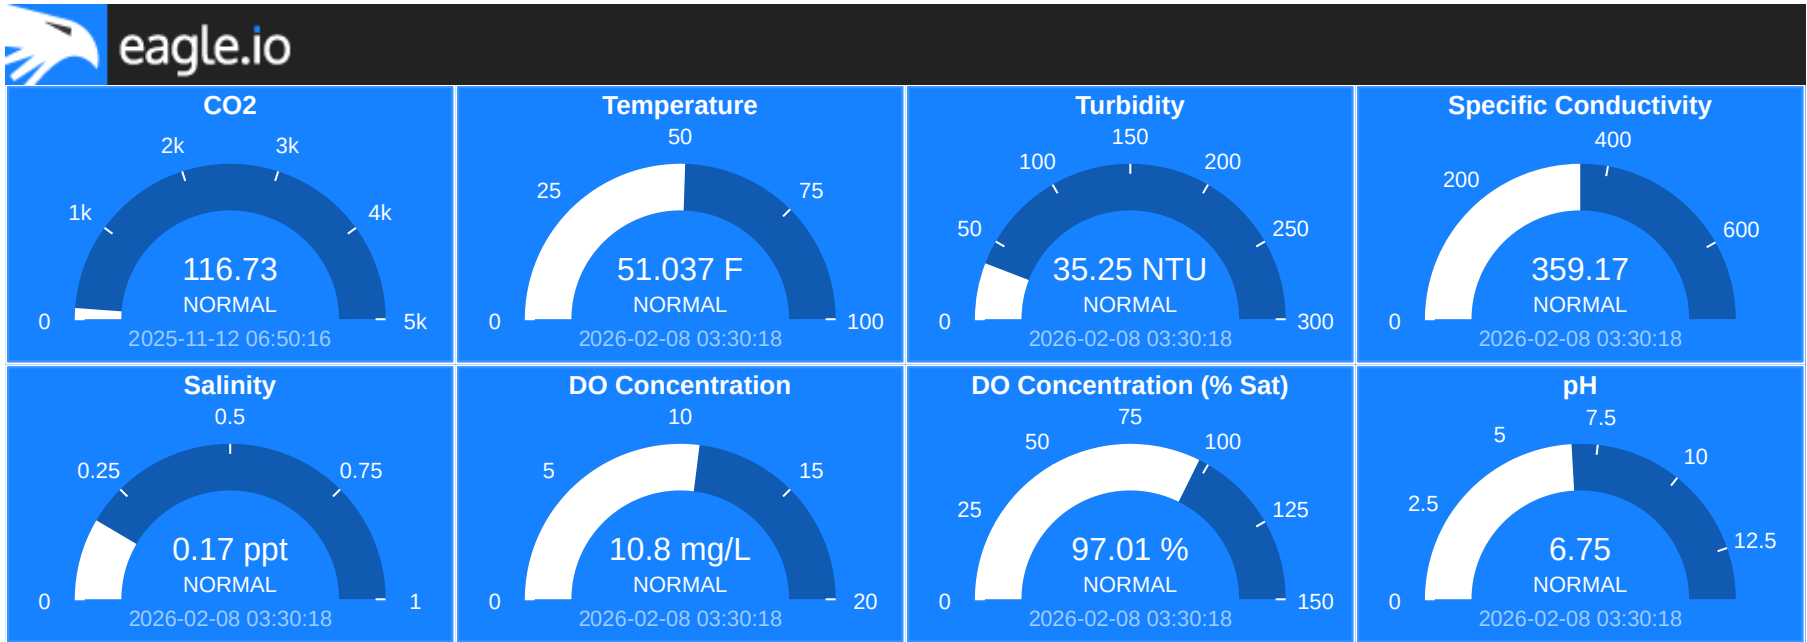 eagle.io
CO2
0
1k
2k
3k
4k
5k
116.73
NORMAL
2025-11-12 06:50:16
Temperature
0
25
50
75
100
51.037 F
NORMAL
2026-02-08 03:30:18
Turbidity
0
50
100
150
200
250
300
35.25 NTU
NORMAL
2026-02-08 03:30:18
Specific Conductivity
0
200
400
600
359.17
NORMAL
2026-02-08 03:30:18
Salinity
0
0.25
0.5
0.75
1
0.17 ppt
NORMAL
2026-02-08 03:30:18
DO Concentration
0
5
10
15
20
10.8 mg/L
NORMAL
2026-02-08 03:30:18
DO Concentration (% Sat)
0
25
50
75
100
125
150
97.01 %
NORMAL
2026-02-08 03:30:18
pH
0
2.5
5
7.5
10
12.5
6.75
NORMAL
2026-02-08 03:30:18